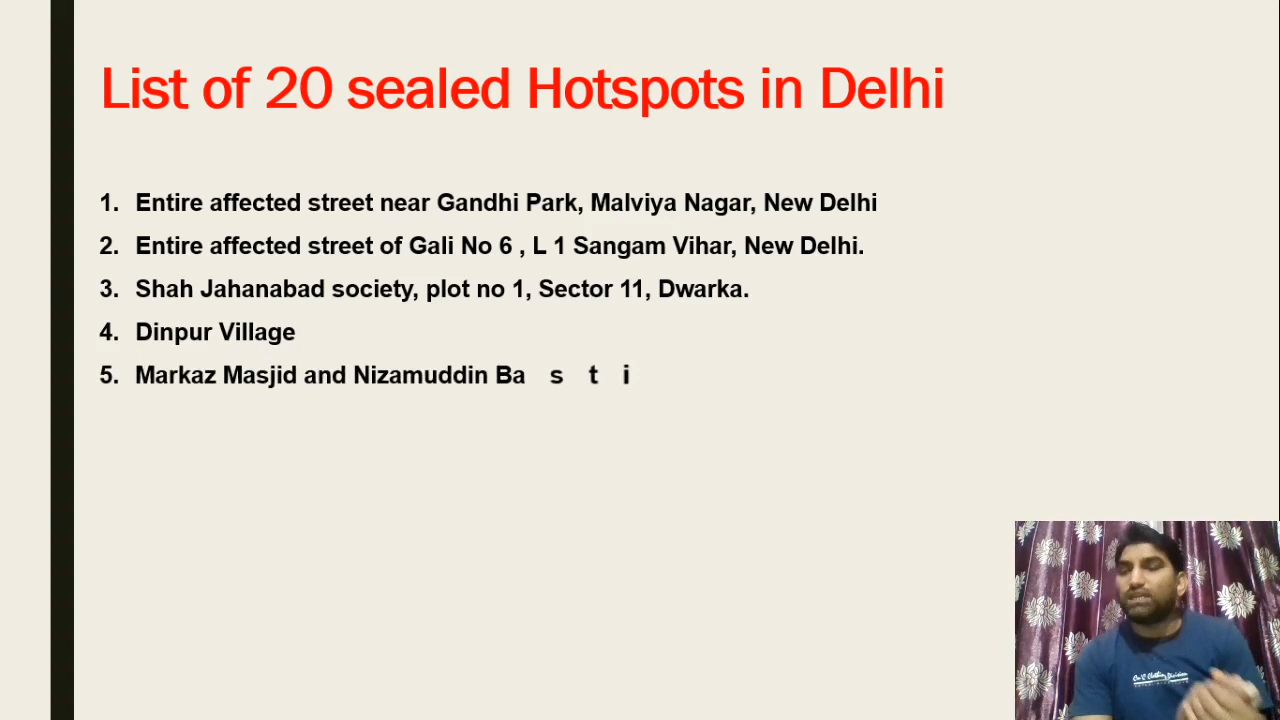 List of 20 sealed Hotspots in Delhi
1. Entire affected street near Gandhi Park, Malviya Nagar, New Delhi
2. Entire affected street of Gali No 6 , L 1 Sangam Vihar, New Delhi.
3. Shah Jahanabad society, plot no 1, Sector 11, Dwarka.
4. Dinpur Village
5. Markaz Masjid and Nizamuddin Ba s t i